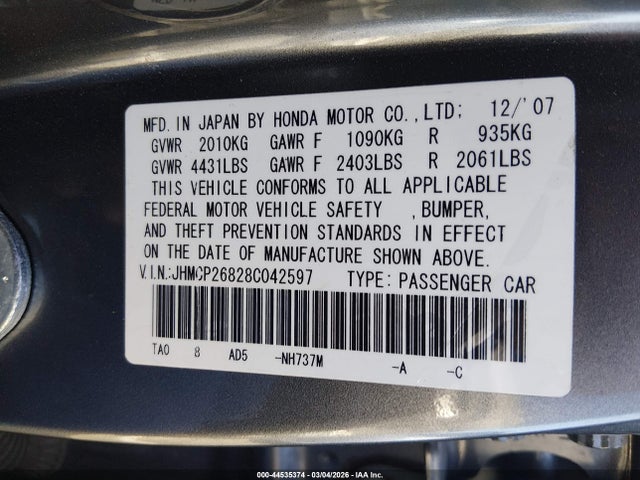 MFD. IN JAPAN BY HONDA MOTOR CO., LTD; 12/'07
GVWR 2010KG GAWR F 1090KG R 935KG
GVWR 4431LBS GAWR F 2403LBS R 2061LBS
THIS VEHICLE CONFORMS TO ALL APPLICABLE
FEDERAL MOTOR VEHICLE SAFETY , BUMPER,
AND THEFT PREVENTION STANDARDS IN EFFECT
ON THE DATE OF MANUFACTURE SHOWN ABOVE.
V.I.N.:JHMCP26828C042597 TYPE: PASSENGER CAR
TA0 8 AD5 -NH737M -A -C
000-44535374 | 03/04/2026 | IAA Inc.